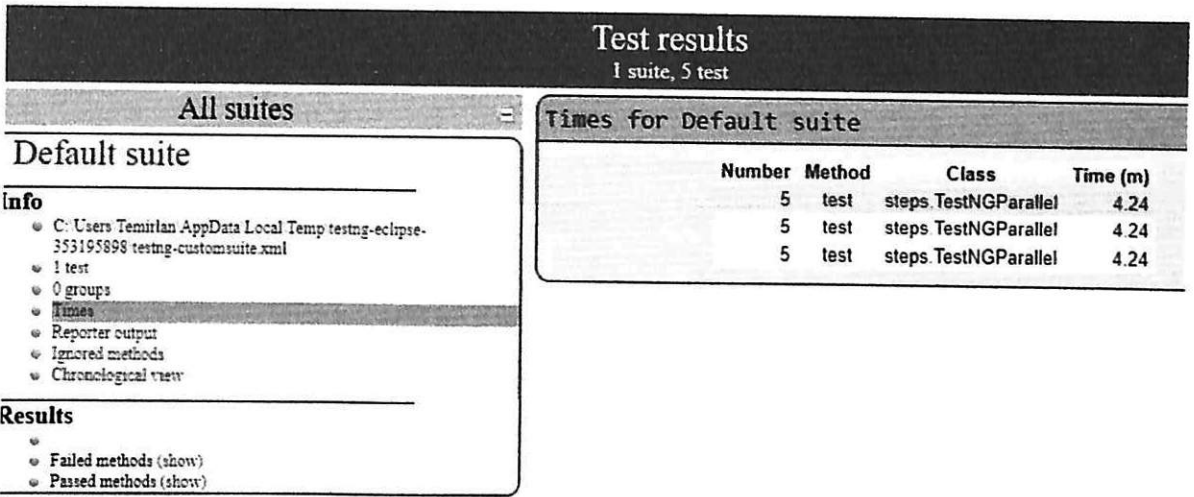 Test results
1 suite, 5 test
All suites
Default suite
Info
C: Users Temirlan AppData Local Temp testng-eclipse-
353195898 testng-customsuite.xml
1 test
0 groups
Times
Reporter output
Ignored methods
Chronological view
Results
Failed methods (show)
Passed methods (show)
Times for Default suite
Number Method Class Time (m)
5 test steps.TestNGParallel 4.24
5 test steps.TestNGParallel 4.24
5 test steps.TestNGParallel 4.24